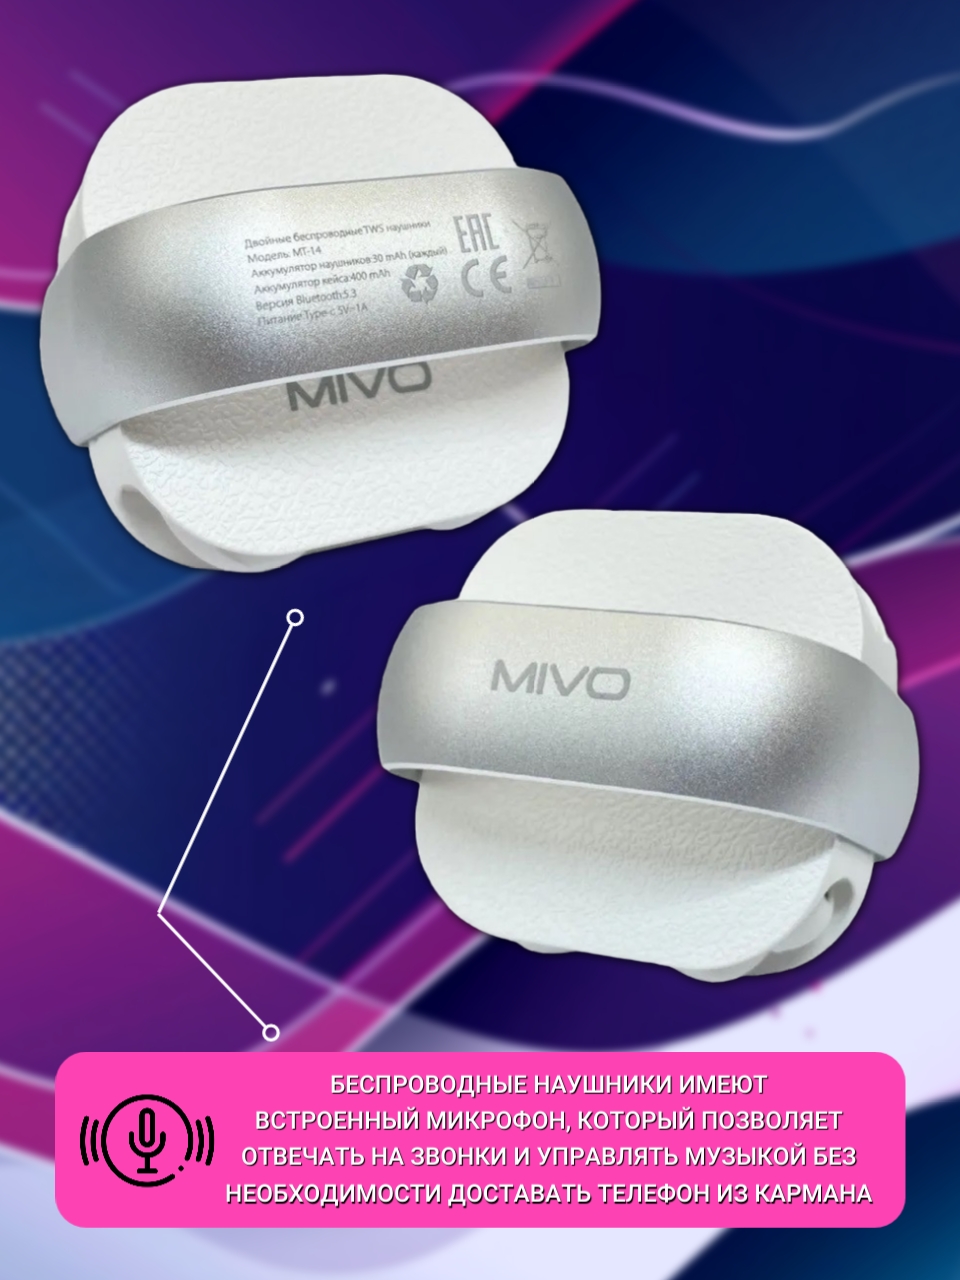 Двойные беспроводные TWS наушники
Модель: MT-14
Аккумулятор наушников:30 mAh (каждый)
Аккумулятор кейса:400 mAh
Версия Bluetooth:5.3
Питание Type-c 5V=1A
EAC
CE
MIVO
MIVO
БЕСПРОВОДНЫЕ НАУШНИКИ ИМЕЮТ
ВСТРОЕННЫЙ МИКРОФОН, КОТОРЫЙ ПОЗВОЛЯЕТ
ОТВЕЧАТЬ НА ЗВОНКИ И УПРАВЛЯТЬ МУЗЫКОЙ БЕЗ
НЕОБХОДИМОСТИ ДОСТАВАТЬ ТЕЛЕФОН ИЗ КАРМАНА